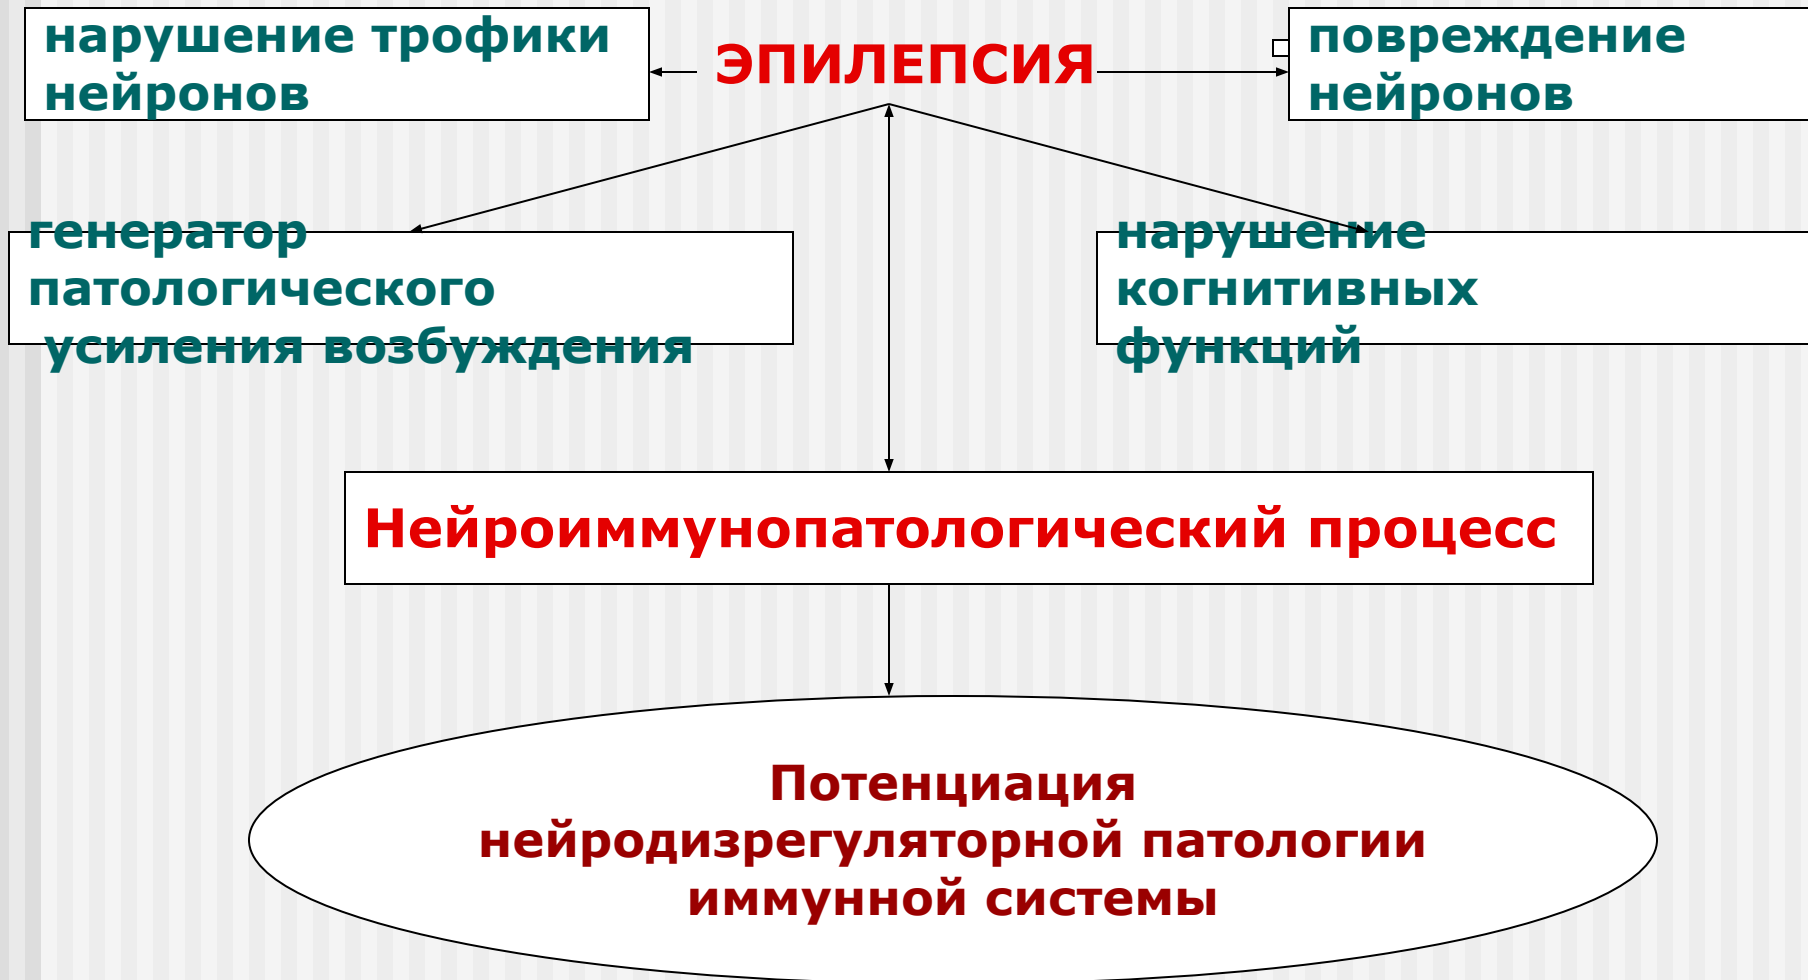 нарушение трофики
нейронов
ЭПИЛЕПСИЯ
повреждение
нейронов
генератор
патологического
усиления возбуждения
нарушение
когнитивных
функций
Нейроиммунопатологический процесс
Потенциация
нейродизрегуляторной патологии
иммунной системы